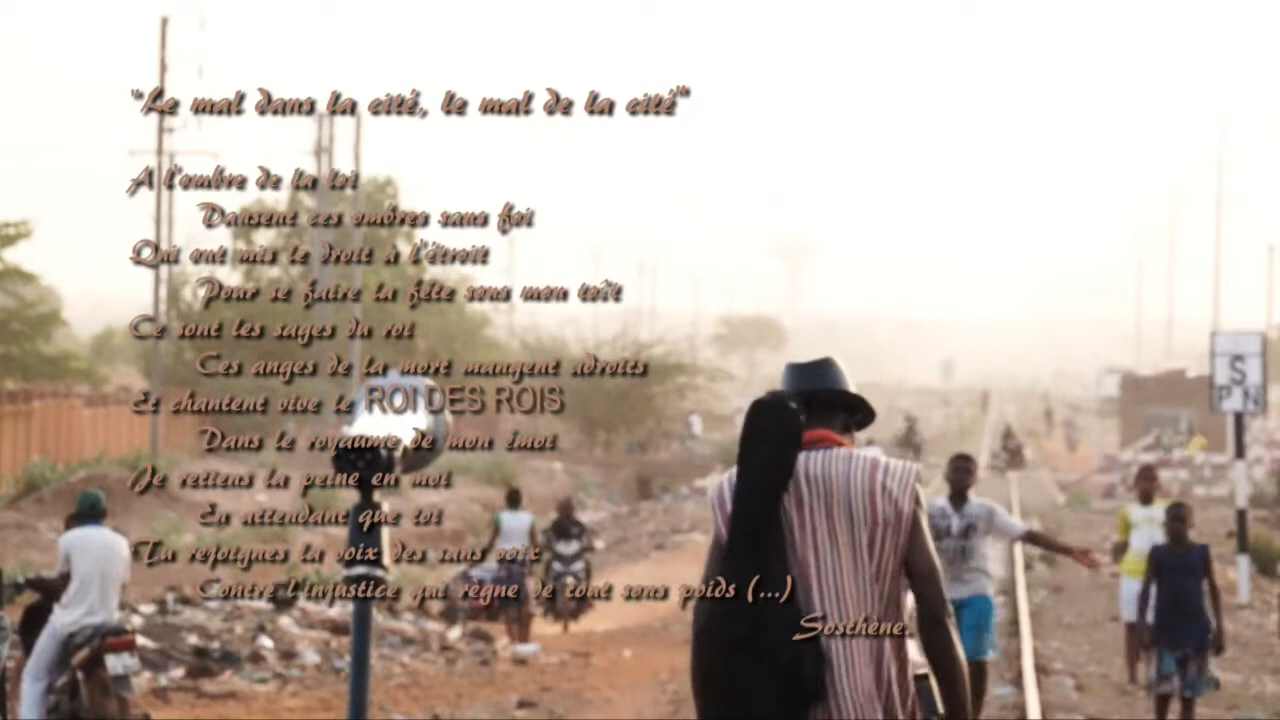 "Le mal dans la cité, le mal de la cité"
A l'ombre de la loi
Dansent ces ombres sans foi
Qui ont mis le droit à l'étroit
Pour se faire la fête sous mon toît
Ce sont les sages du roi
Ces anges de la mort mangent adroits
Et chantent vive le ROI DES ROIS
Dans le royaume de mon émoi
Je retiens la peine en moi
En attendant que toi
Tu rejoignes la voix des sans voix
Contre l'injustice qui règne de tout sons poids (...)
Sosthène.
S
P N